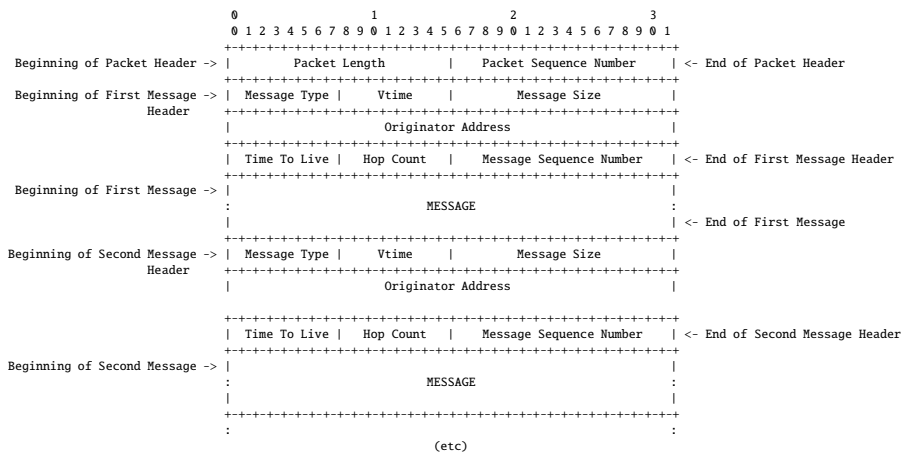 0                   1                   2                   3
0 1 2 3 4 5 6 7 8 9 0 1 2 3 4 5 6 7 8 9 0 1 2 3 4 5 6 7 8 9 0 1
+-+-+-+-+-+-+-+-+-+-+-+-+-+-+-+-+-+-+-+-+-+-+-+-+-+-+-+-+-+-+-+-+
Beginning of Packet Header -> | Packet Length | Packet Sequence Number | <- End of Packet Header
+-+-+-+-+-+-+-+-+-+-+-+-+-+-+-+-+-+-+-+-+-+-+-+-+-+-+-+-+-+-+-+-+
Beginning of First Message -> | Message Type | Vtime | Message Size |
Header +-+-+-+-+-+-+-+-+-+-+-+-+-+-+-+-+-+-+-+-+-+-+-+-+-+-+-+-+-+-+-+-+
| Originator Address |
+-+-+-+-+-+-+-+-+-+-+-+-+-+-+-+-+-+-+-+-+-+-+-+-+-+-+-+-+-+-+-+-+
| Time To Live | Hop Count | Message Sequence Number | <- End of First Message Header
+-+-+-+-+-+-+-+-+-+-+-+-+-+-+-+-+-+-+-+-+-+-+-+-+-+-+-+-+-+-+-+-+
Beginning of First Message -> | |
: MESSAGE :
| | <- End of First Message
+-+-+-+-+-+-+-+-+-+-+-+-+-+-+-+-+-+-+-+-+-+-+-+-+-+-+-+-+-+-+-+-+
Beginning of Second Message -> | Message Type | Vtime | Message Size |
Header +-+-+-+-+-+-+-+-+-+-+-+-+-+-+-+-+-+-+-+-+-+-+-+-+-+-+-+-+-+-+-+-+
| Originator Address |
+-+-+-+-+-+-+-+-+-+-+-+-+-+-+-+-+-+-+-+-+-+-+-+-+-+-+-+-+-+-+-+-+
| Time To Live | Hop Count | Message Sequence Number | <- End of Second Message Header
+-+-+-+-+-+-+-+-+-+-+-+-+-+-+-+-+-+-+-+-+-+-+-+-+-+-+-+-+-+-+-+-+
Beginning of Second Message -> | |
: MESSAGE :
| |
+-+-+-+-+-+-+-+-+-+-+-+-+-+-+-+-+-+-+-+-+-+-+-+-+-+-+-+-+-+-+-+-+
: :
(etc)